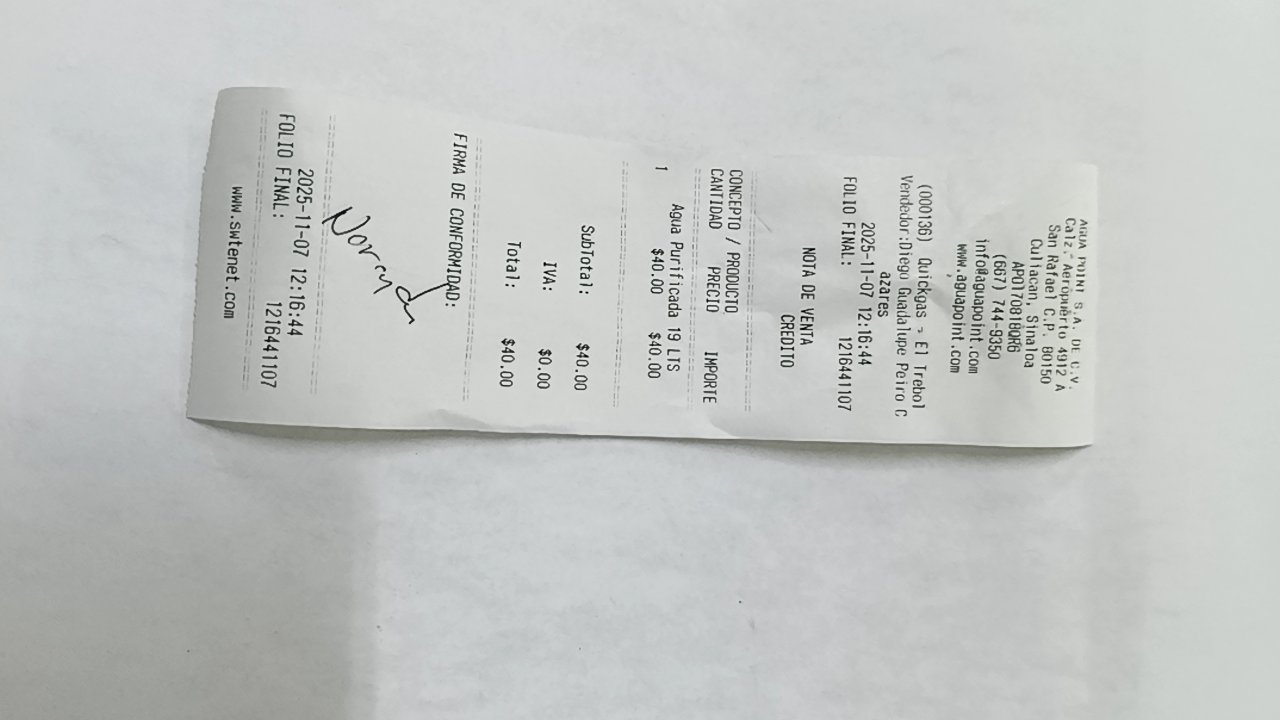 AGUA POINT S.A. DE C.V.
Calz. Aeropuerto 4912 A
San Rafael C.P. 80150
Culiacan, Sinaloa
APO170818QR6
(667) 744-9350
info@aguapoint.com
www.aguapoint.com
(000136) Quickgas - El Trebol
Vendedor:Diego Guadalupe Peiro C
azares
2025-11-07 12:16:44
FOLIO FINAL: 1216441107
NOTA DE VENTA
CREDITO
CONCEPTO / PRODUCTO
CANTIDAD PRECIO IMPORTE
Agua Purificada 19 LTS
1 $40.00 $40.00
SubTotal: $40.00
IVA: $0.00
Total: $40.00
FIRMA DE CONFORMIDAD:
2025-11-07 12:16:44
FOLIO FINAL: 1216441107
www.swtenet.com